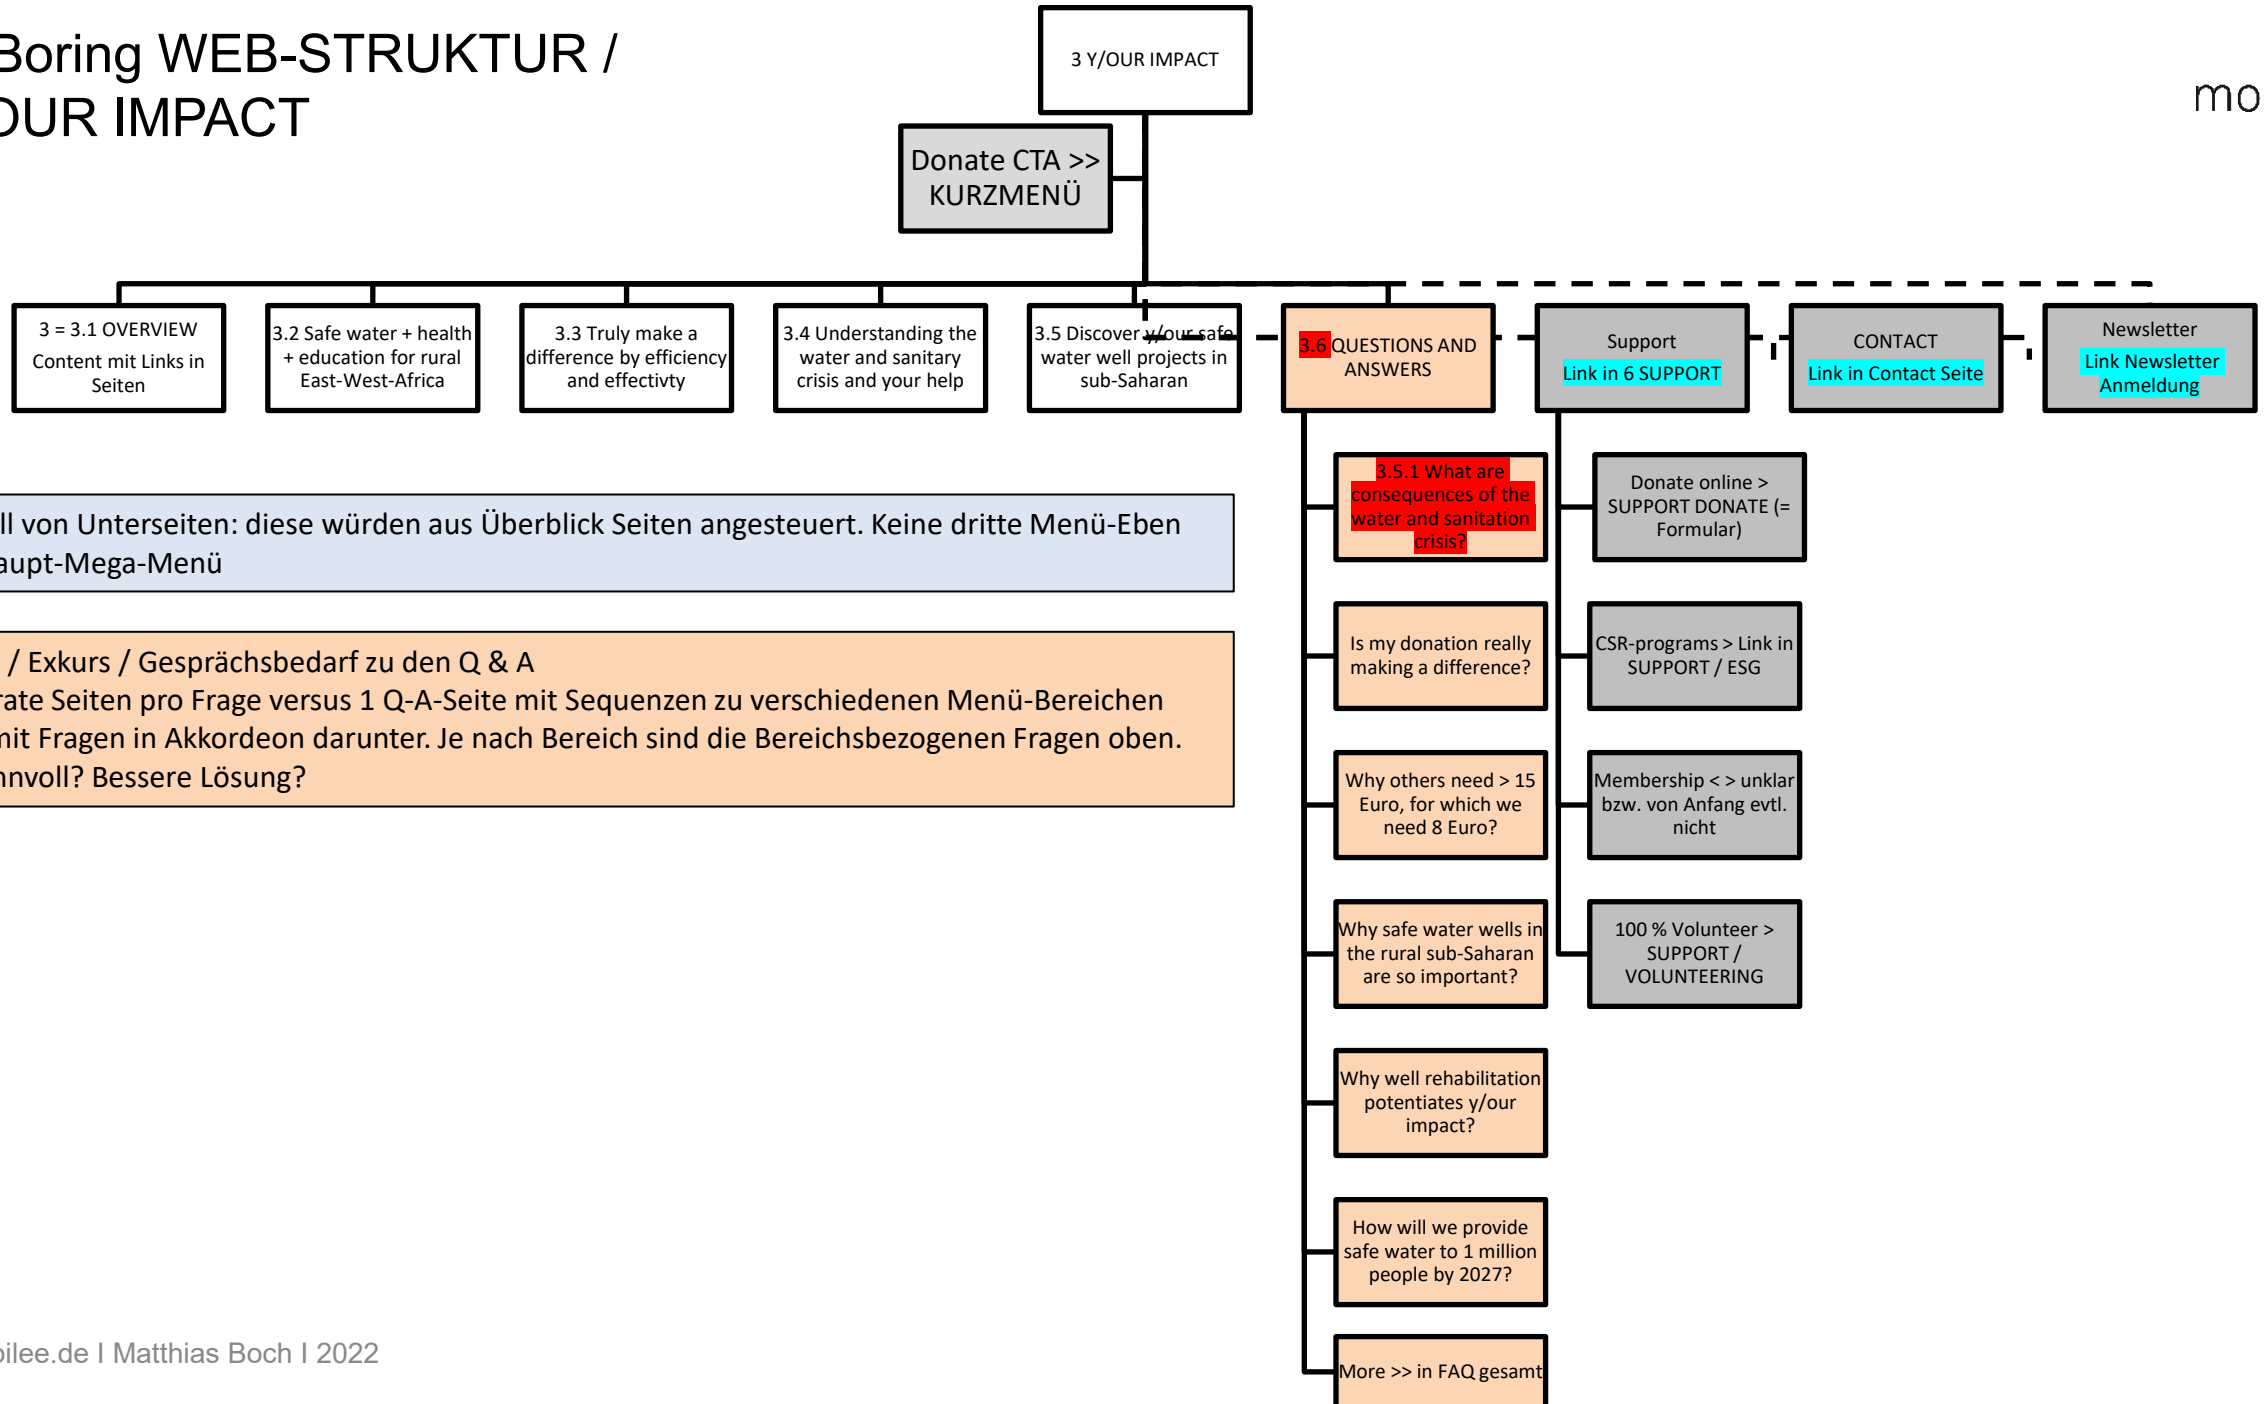 Boring WEB-STRUKTUR /
OUR IMPACT
mo
3 Y/OUR IMPACT
Donate CTA >>
KURZMENÜ
3 = 3.1 OVERVIEW
Content mit Links in
Seiten
3.2 Safe water + health
+ education for rural
East-West-Africa
3.3 Truly make a
difference by efficiency
and effectivty
3.4 Understanding the
water and sanitary
crisis and your help
3.5 Discover y/our safe
water well projects in
sub-Saharan
3.6 QUESTIONS AND
ANSWERS
Support
Link in 6 SUPPORT
CONTACT
Link in Contact Seite
Newsletter
Link Newsletter
Anmeldung
ll von Unterseiten: diese würden aus Überblick Seiten angesteuert. Keine dritte Menü-Eben
aupt-Mega-Menü
/ Exkurs / Gesprächsbedarf zu den Q & A
rate Seiten pro Frage versus 1 Q-A-Seite mit Sequenzen zu verschiedenen Menü-Bereichen
mit Fragen in Akkordeon darunter. Je nach Bereich sind die Bereichsbezogenen Fragen oben.
nnvoll? Bessere Lösung?
3.5.1 What are
consequences of the
water and sanitation
crisis?
Is my donation really
making a difference?
Why others need > 15
Euro, for which we
need 8 Euro?
Why safe water wells in
the rural sub-Saharan
are so important?
Why well rehabilitation
potentiates y/our
impact?
How will we provide
safe water to 1 million
people by 2027?
More >> in FAQ gesamt
Donate online >
SUPPORT DONATE (=
Formular)
CSR-programs > Link in
SUPPORT / ESG
Membership < > unklar
bzw. von Anfang evtl.
nicht
100 % Volunteer >
SUPPORT /
VOLUNTEERING
ilee.de I Matthias Boch I 2022